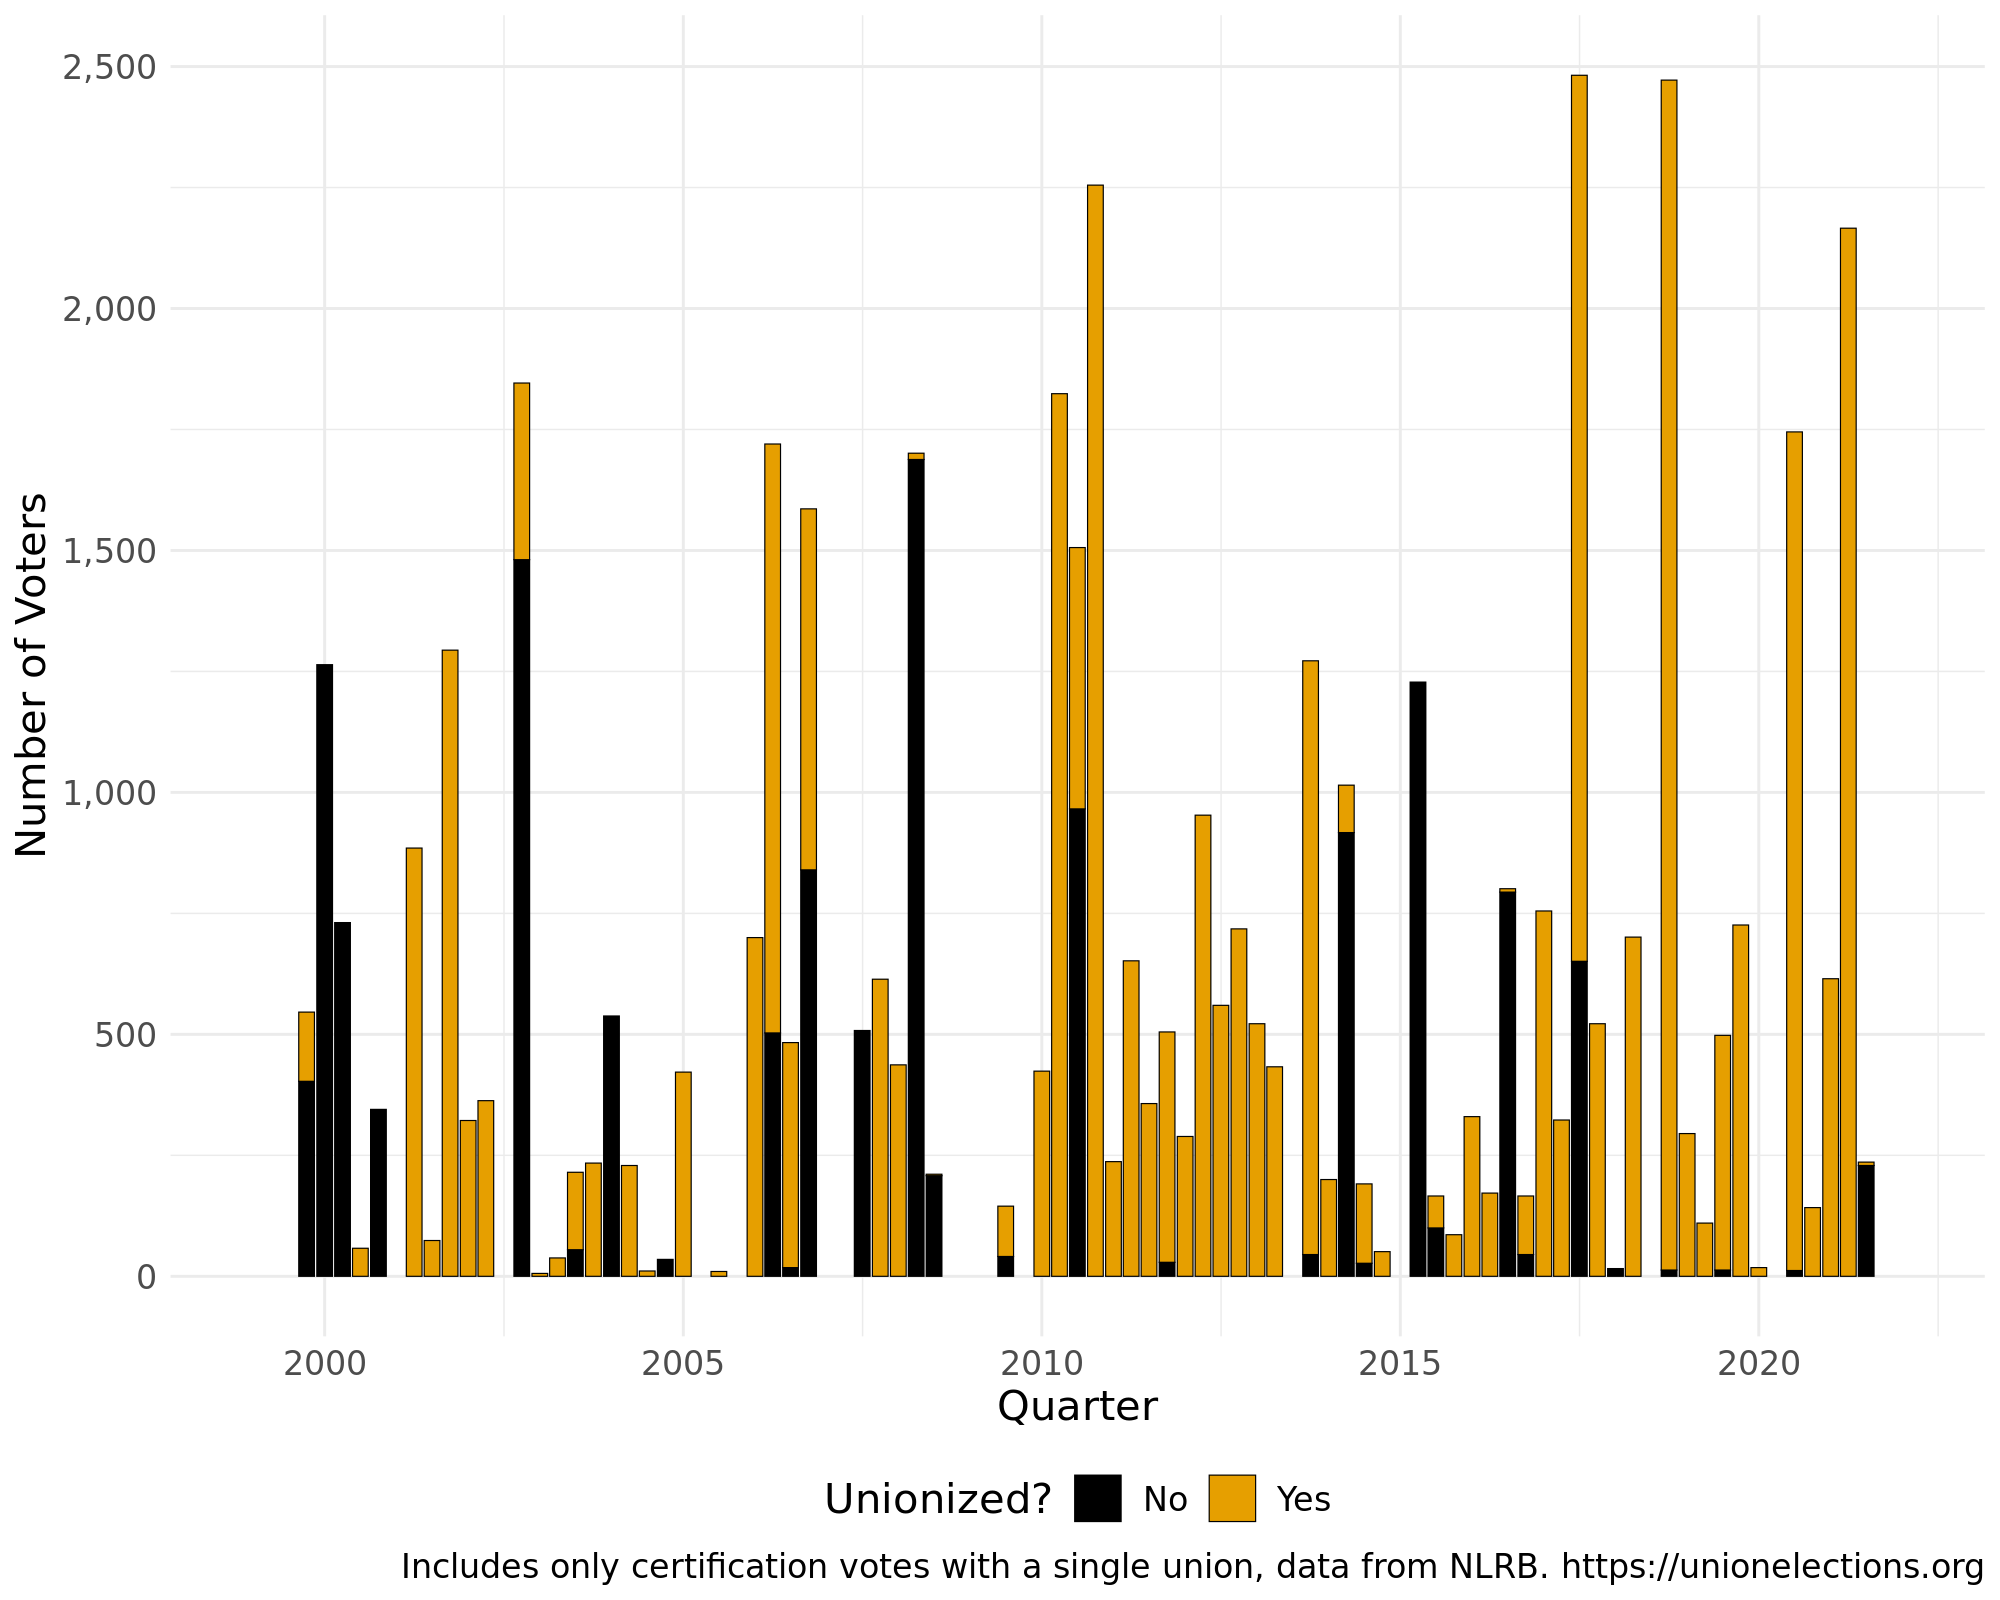 2,500
2,000
1,500
1,000
500
0
Number of Voters
2000 2005 2010 2015 2020
Quarter
Unionized? No Yes
Includes only certification votes with a single union, data from NLRB. https://unionelections.org